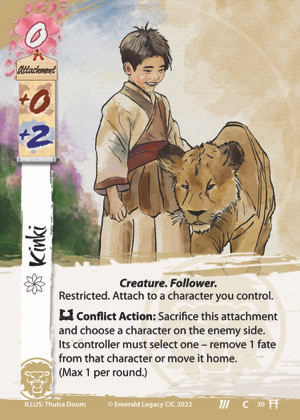 0
Attachment
+0
+2
Kinki
Creature. Follower.
Restricted. Attach to a character you control.
Conflict Action: Sacrifice this attachment
and choose a character on the enemy side.
Its controller must select one – remove 1 fate
from that character or move it home.
(Max 1 per round.)
ILLUS: Thulsa Doom
© Emerald Legacy CIC 2022
C
30